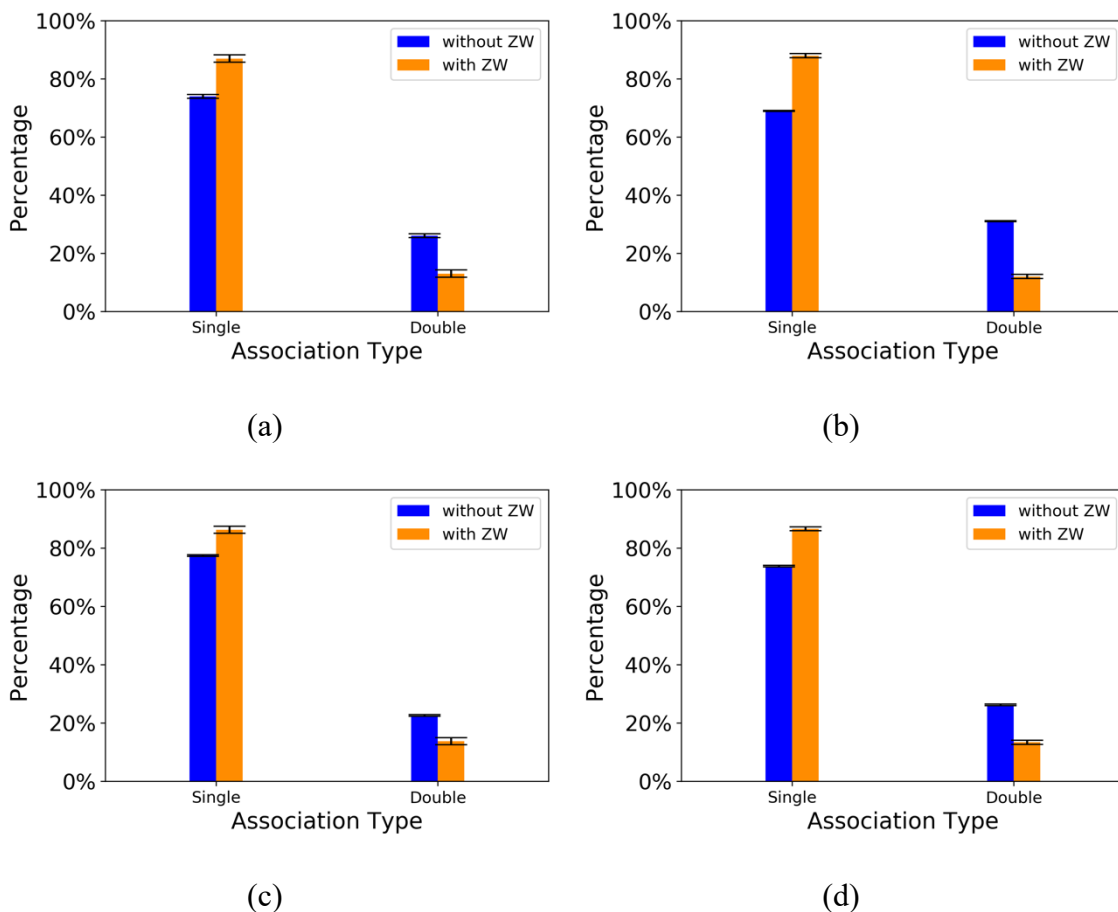 100%
80%
60%
40%
20%
0%
Percentage
without ZW
with ZW
Single
Double
Association Type
(a)
100%
80%
60%
40%
20%
0%
Percentage
without ZW
with ZW
Single
Double
Association Type
(b)
100%
80%
60%
40%
20%
0%
Percentage
without ZW
with ZW
Single
Double
Association Type
(c)
100%
80%
60%
40%
20%
0%
Percentage
without ZW
with ZW
Single
Double
Association Type
(d)